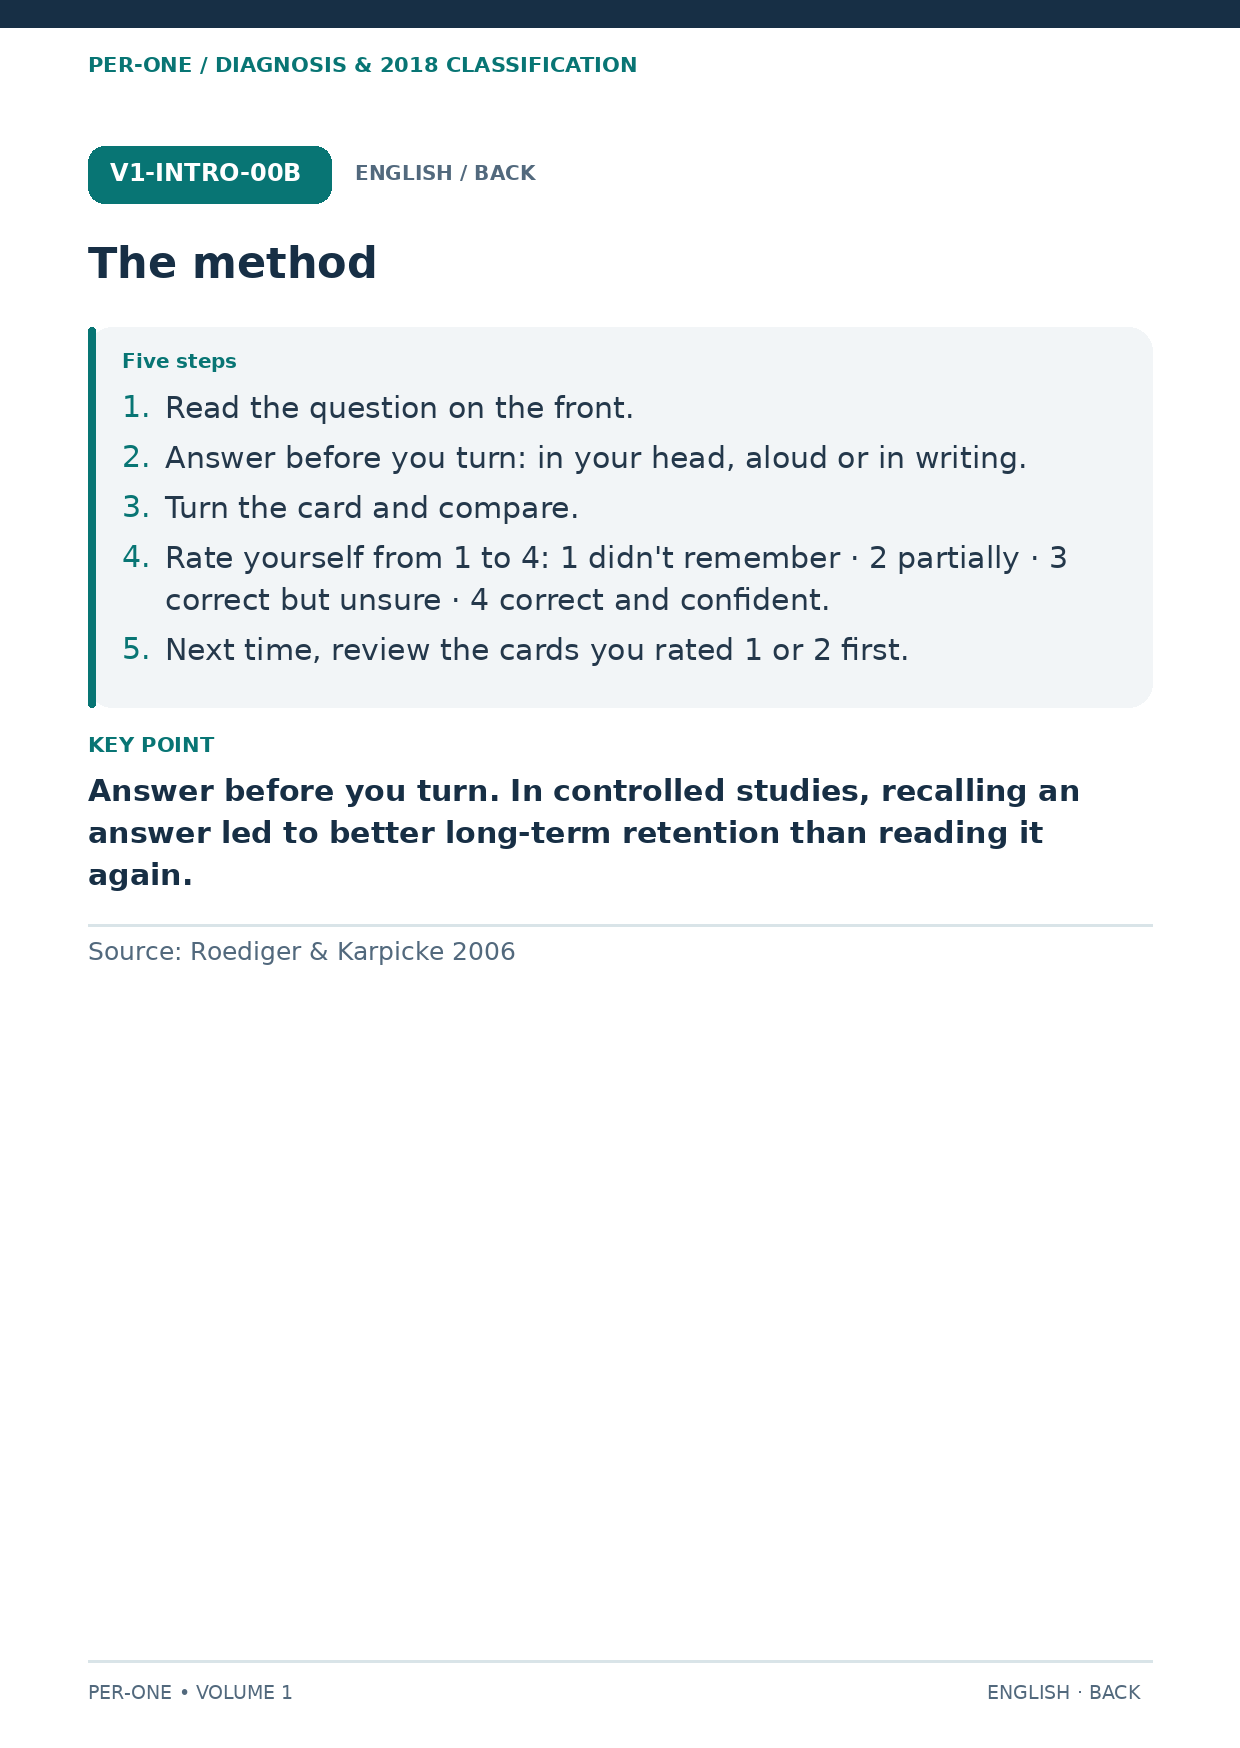 PER-ONE / DIAGNOSIS & 2018 CLASSIFICATION
V1-INTRO-00B
ENGLISH / BACK
The method
Five steps
1. Read the question on the front.
2. Answer before you turn: in your head, aloud or in writing.
3. Turn the card and compare.
4. Rate yourself from 1 to 4: 1 didn't remember · 2 partially · 3
correct but unsure · 4 correct and confident.
5. Next time, review the cards you rated 1 or 2 first.
KEY POINT
Answer before you turn. In controlled studies, recalling an
answer led to better long-term retention than reading it
again.
Source: Roediger & Karpicke 2006
PER-ONE • VOLUME 1
ENGLISH · BACK